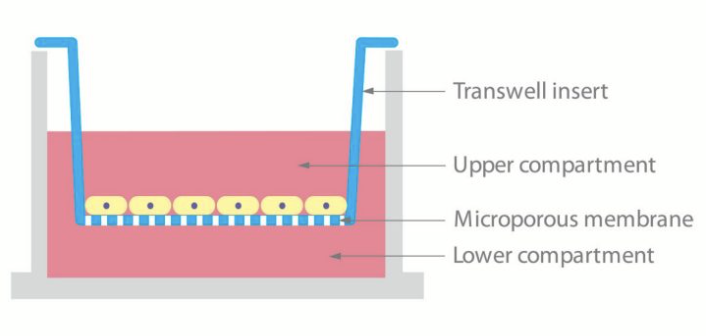 Transwell insert
Upper compartment
Microporous membrane
Lower compartment